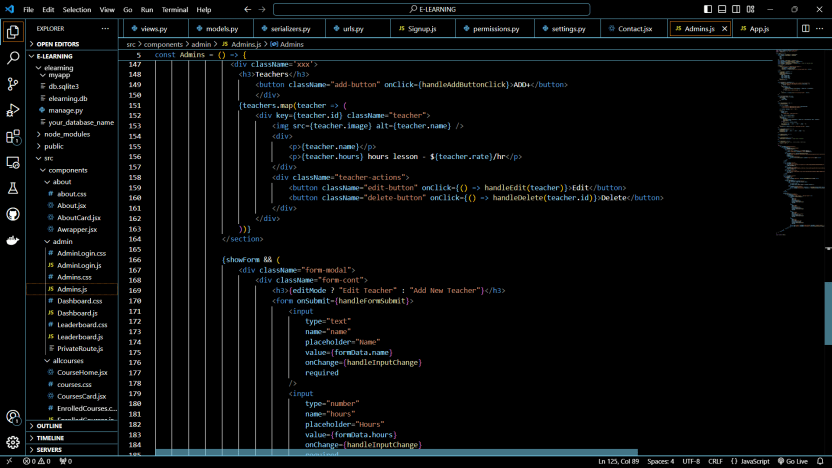 File Edit Selection View Go Run Terminal Help
E-LEARNING
EXPLORER
OPEN EDITORS
E-LEARNING
elearning
myapp
db.sqlite3
elearning.db
manage.py
your_database_name
node_modules
public
src
components
about
about.css
About.jsx
AboutCard.jsx
Awrapper.jsx
admin
AdminLogin.css
AdminLogin.js
Admins.css
Admins.js
Dashboard.css
Dashboard.js
Leaderboard.css
Leaderboard.js
PrivateRoute.js
allcourses
CourseHome.jsx
courses.css
CoursesCard.jsx
EnrolledCourses.c...
OUTLINE
TIMELINE
SERVERS
views.py models.py serializers.py urls.py Signup.js permissions.py settings.py Contact.jsx Admins.js App.js
src > components > admin > JS Admins.js > Admins
5 const Admins = () => {
147 <div className='xxx'>
148 <h3>Teachers</h3>
149 <button className="add-button" onClick={handleAddButtonClick}>ADD+</button>
150 </div>
151 {teachers.map(teacher => (
152 <div key={teacher.id} className="teacher">
153 <img src={teacher.image} alt={teacher.name} />
154 <div>
155 <p>{teacher.name}</p>
156 <p>{teacher.hours} hours lesson - ${teacher.rate}/hr</p>
157 </div>
158 <div className="teacher-actions">
159 <button className="edit-button" onClick={() => handleEdit(teacher)}>Edit</button>
160 <button className="delete-button" onClick={() => handleDelete(teacher.id)}>Delete</button>
161 </div>
162 </div>
163 ))}
164 </section>
165
166 {showForm && (
167 <div className="form-modal">
168 <div className="form-cont">
169 <h3>{editMode ? "Edit Teacher" : "Add New Teacher"}</h3>
170 <form onSubmit={handleFormSubmit}>
171 <input
172 type="text"
173 name="name"
174 placeholder="Name"
175 value={formData.name}
176 onChange={handleInputChange}
177 required
178 />
179 <input
180 type="number"
181 name="hours"
182 placeholder="Hours"
183 value={formData.hours}
184 onChange={handleInputChange}
185 required
0 0 0 Ln 125, Col 89 Spaces: 4 UTF-8 CRLF {} JavaScript Go Live